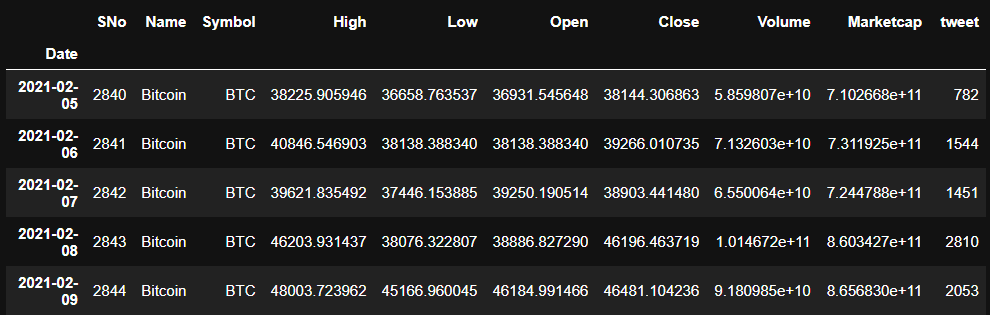 SNo Name Symbol High Low Open Close Volume Marketcap tweet
Date
2021-02-05 2840 Bitcoin BTC 38225.905946 36658.763537 36931.545648 38144.306863 5.859807e+10 7.102668e+11 782
2021-02-06 2841 Bitcoin BTC 40846.546903 38138.388340 38138.388340 39266.010735 7.132603e+10 7.311925e+11 1544
2021-02-07 2842 Bitcoin BTC 39621.835492 37446.153885 39250.190514 38903.441480 6.550064e+10 7.244788e+11 1451
2021-02-08 2843 Bitcoin BTC 46203.931437 38076.322807 38886.827290 46196.463719 1.014672e+11 8.603427e+11 2810
2021-02-09 2844 Bitcoin BTC 48003.723962 45166.960045 46184.991466 46481.104236 9.180985e+10 8.656830e+11 2053